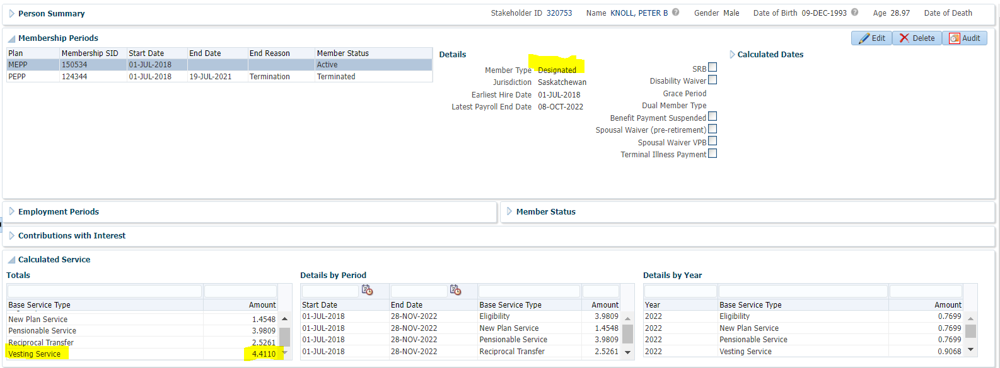 Person Summary
Stakeholder ID 320753 Name KNOLL, PETER B Gender Male Date of Birth 09-DEC-1993 Age 28.97 Date of Death
Membership Periods
Edit Delete Audit
Plan Membership SID Start Date End Date End Reason Member Status
MEPP 150534 01-JUL-2018 Active
PEPP 124344 01-JUL-2018 19-JUL-2021 Termination Terminated
Details
Member Type Designated
Jurisdiction Saskatchewan
Earliest Hire Date 01-JUL-2018
Latest Payroll End Date 08-OCT-2022
SRB
Disability Waiver
Grace Period
Dual Member Type
Benefit Payment Suspended
Spousal Waiver (pre-retirement)
Spousal Waiver VPB
Terminal Illness Payment
Calculated Dates
Employment Periods
Member Status
Contributions with Interest
Calculated Service
Totals
Base Service Type Amount
New Plan Service 1.4548
Pensionable Service 3.9809
Reciprocal Transfer 2.5261
Vesting Service 4.4110
Details by Period
Start Date End Date Base Service Type Amount
01-JUL-2018 28-NOV-2022 Eligibility 3.9809
01-JUL-2018 28-NOV-2022 New Plan Service 1.4548
01-JUL-2018 28-NOV-2022 Pensionable Service 3.9809
01-JUL-2018 28-NOV-2022 Reciprocal Transfer 2.5261
Details by Year
Year Base Service Type Amount
2022 Eligibility 0.7699
2022 New Plan Service 0.7699
2022 Pensionable Service 0.7699
2022 Vesting Service 0.9068